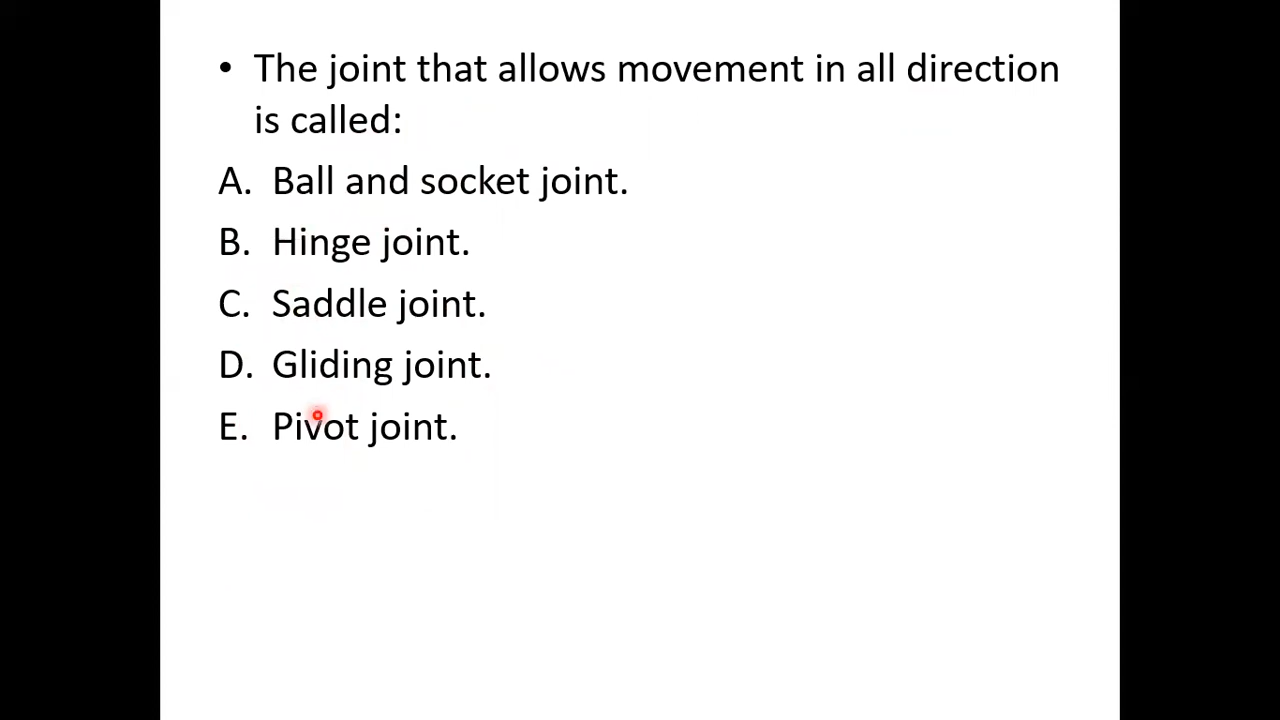 • The joint that allows movement in all direction
is called:
A. Ball and socket joint.
B. Hinge joint.
C. Saddle joint.
D. Gliding joint.
E. Pivot joint.